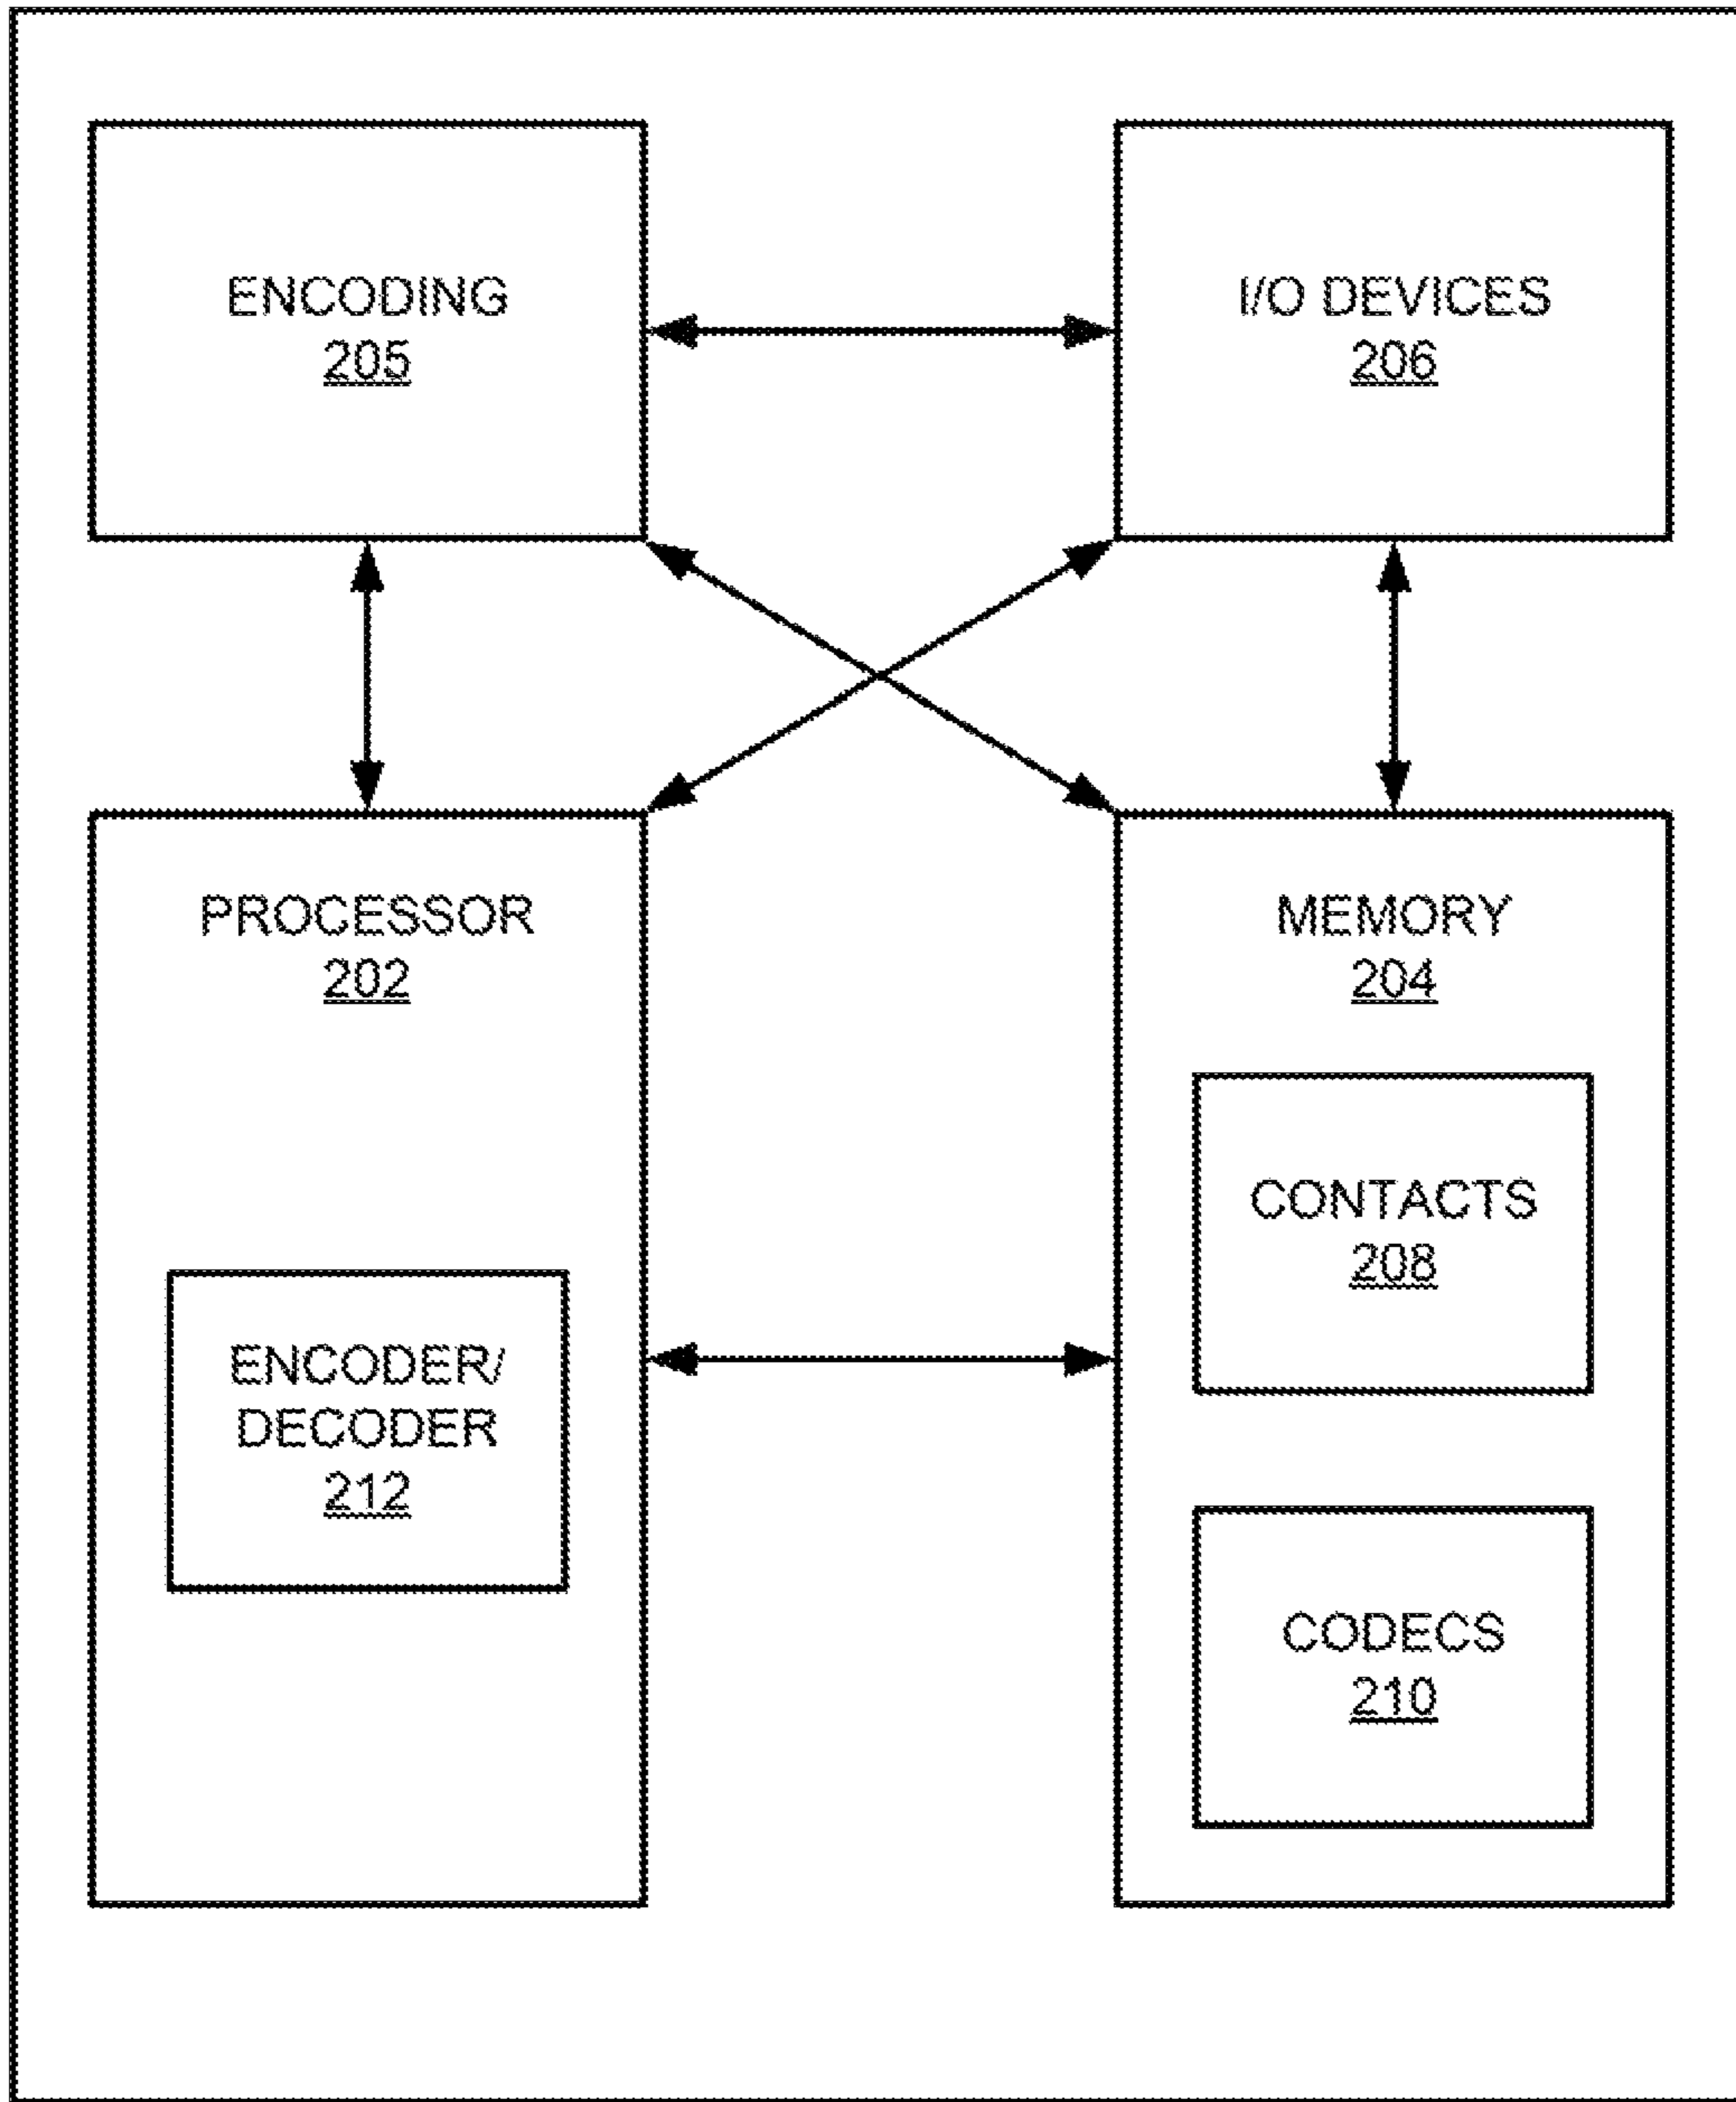 ENCODING
205
I/O DEVICES
206
PROCESSOR
202
ENCODER/
DECODER
212
MEMORY
204
CONTACTS
208
CODECS
210